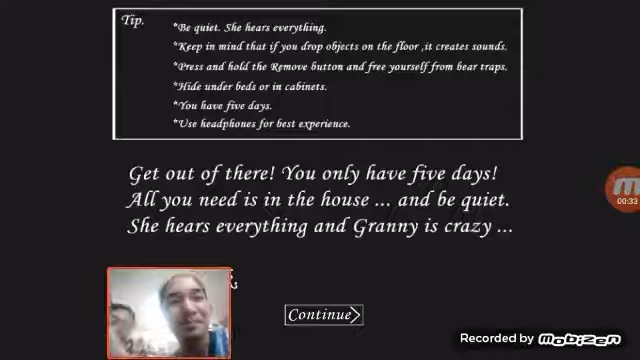 Tip.
*Be quiet. She hears everything.
*Keep in mind that if you drop objects on the floor ,it creates sounds.
*Press and hold the Remove button and free yourself from bear traps.
*Hide under beds or in cabinets.
*You have five days.
*Use headphones for best experience.
Get out of there! You only have five days!
All you need is in the house ... and be quiet.
She hears everything and Granny is crazy ...
Continue
00:33
Recorded by mobizen